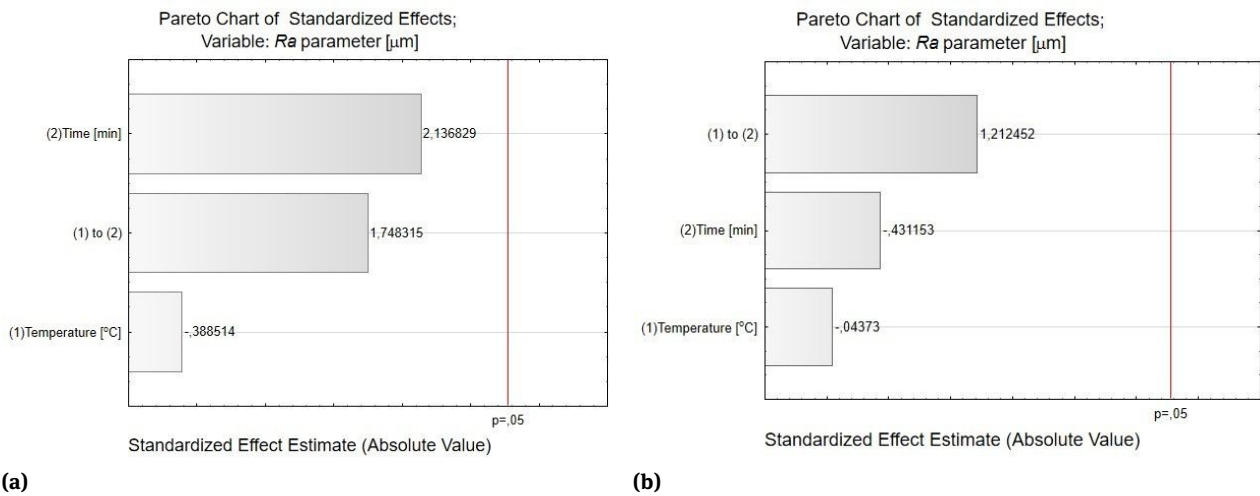 Pareto Chart of Standardized Effects;
Variable: Ra parameter [μm]
(2)Time [min]
2,136829
(1) to (2)
1,748315
(1)Temperature [ºC]
-,388514
p=,05
Standardized Effect Estimate (Absolute Value)
(a)
Pareto Chart of Standardized Effects;
Variable: Ra parameter [μm]
(1) to (2)
1,212452
(2)Time [min]
-,431153
(1)Temperature [ºC]
-,04373
p=,05
Standardized Effect Estimate (Absolute Value)
(b)